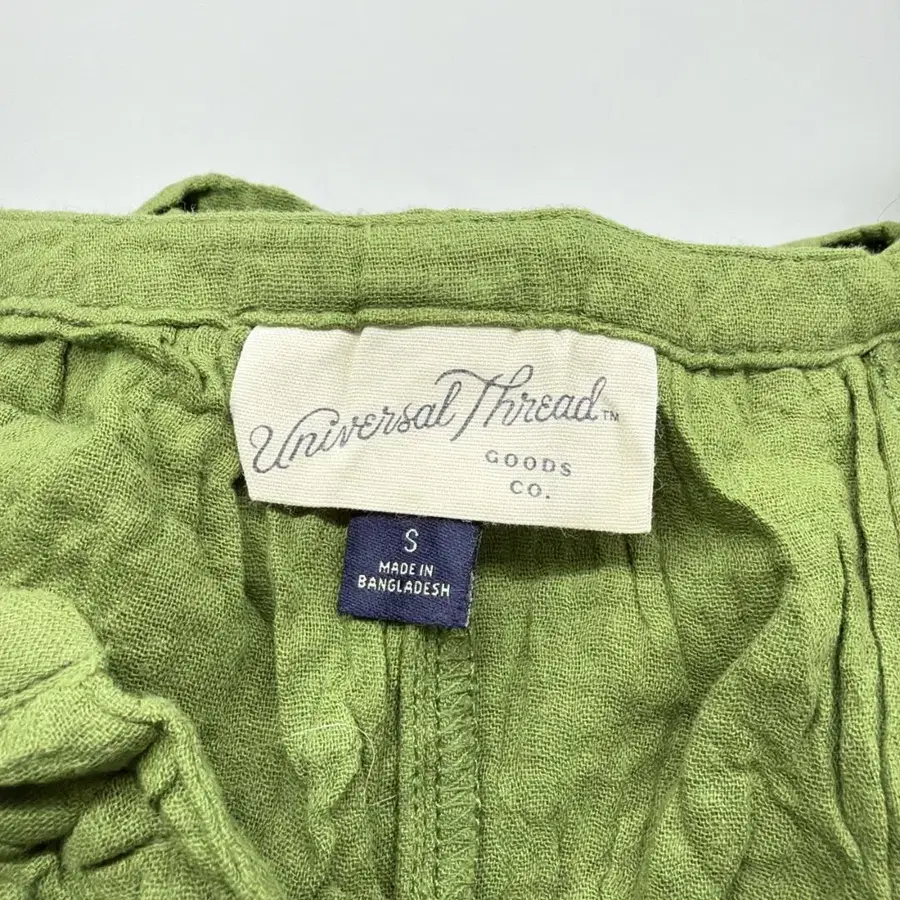 Universal Thread™
GOODS
CO.
S
MADE IN
BANGLADESH